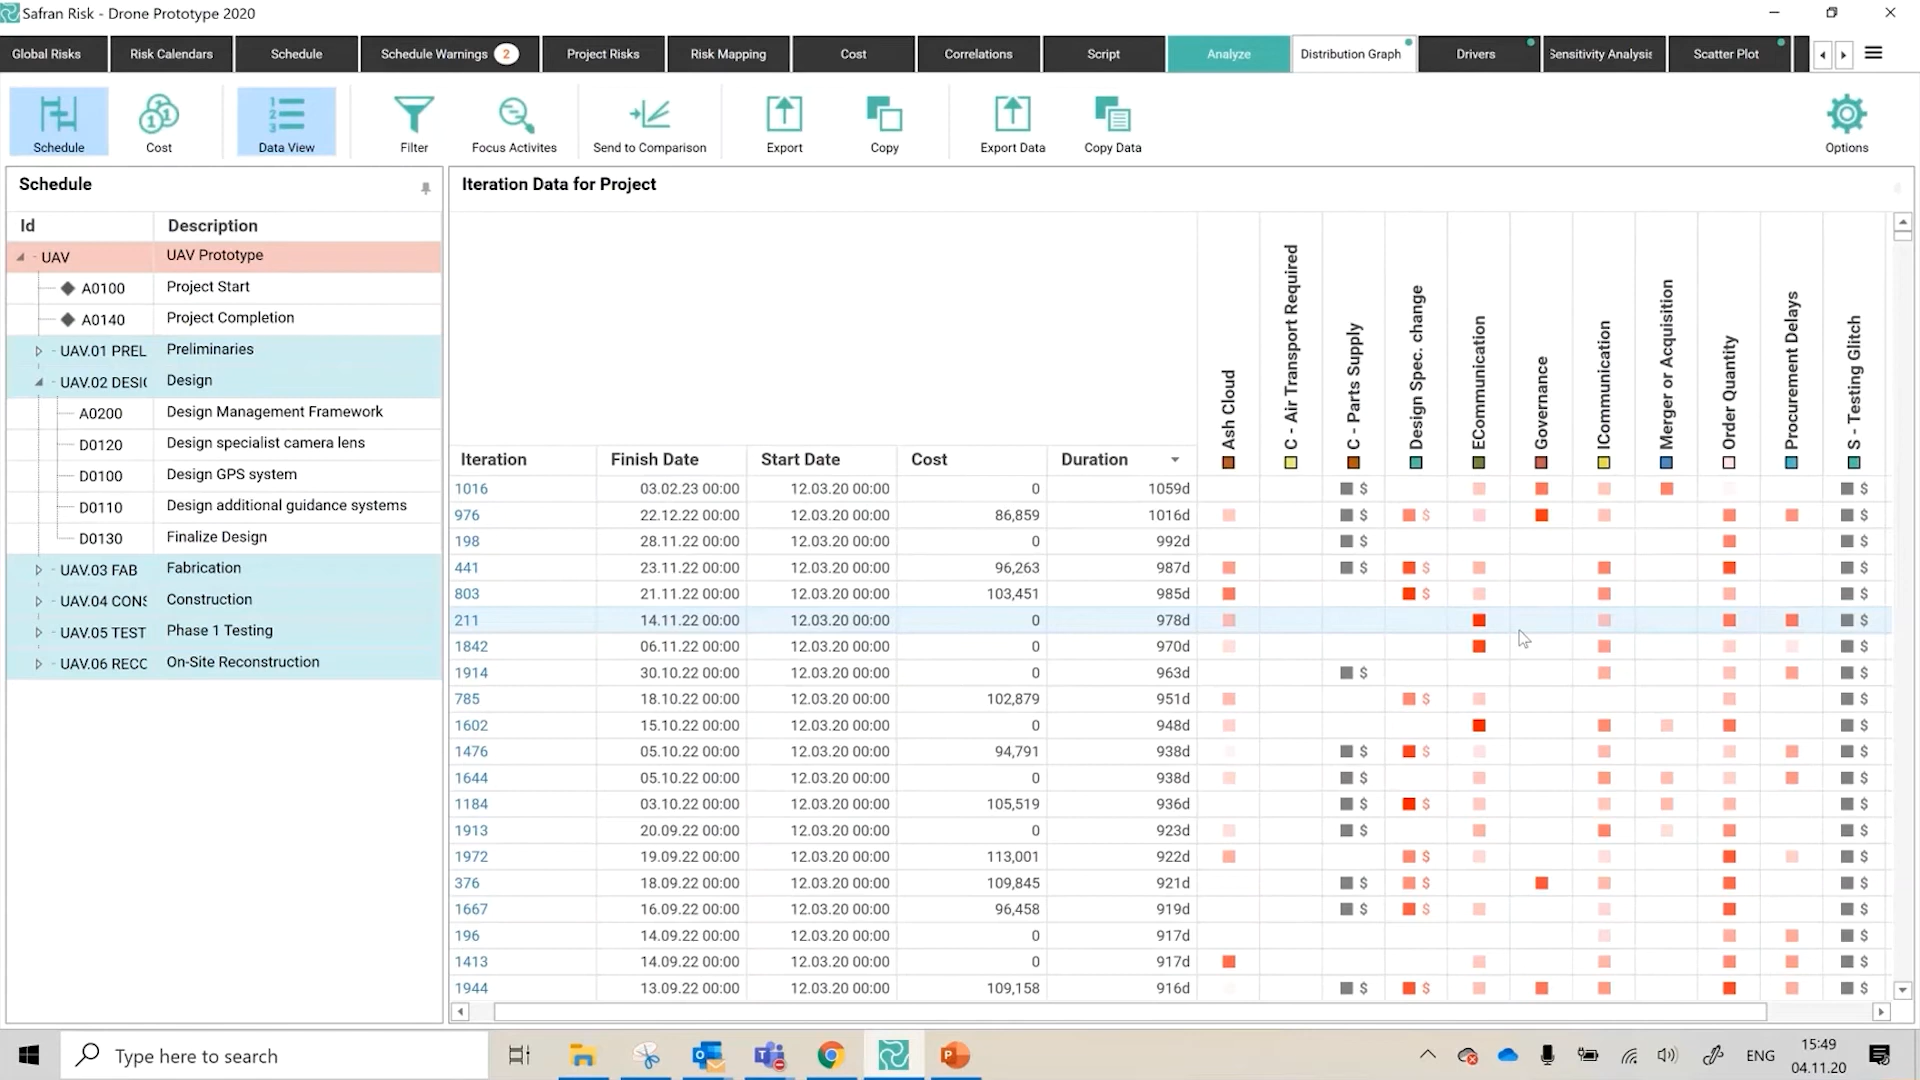 Safran Risk - Drone Prototype 2020
Global Risks Risk Calendars Schedule Schedule Warnings 2 Project Risks Risk Mapping Cost Correlations Script Analyze Distribution Graph Drivers Sensitivity Analysis Scatter Plot
Schedule Cost Data View Filter Focus Activites Send to Comparison Export Copy Export Data Copy Data Options
Schedule
Id Description
UAV UAV Prototype
A0100 Project Start
A0140 Project Completion
UAV.01 PREL Preliminaries
UAV.02 DESI Design
A0200 Design Management Framework
D0120 Design specialist camera lens
D0100 Design GPS system
D0110 Design additional guidance systems
D0130 Finalize Design
UAV.03 FAB Fabrication
UAV.04 CONS Construction
UAV.05 TEST Phase 1 Testing
UAV.06 RECC On-Site Reconstruction
Iteration Data for Project
Iteration Finish Date Start Date Cost Duration
Ash Cloud
C - Air Transport Required
C - Parts Supply
Design Spec. change
ECommunication
Governance
ICommunication
Merger or Acquisition
Order Quantity
Procurement Delays
S - Testing Glitch
1016 03.02.23 00:00 12.03.20 00:00 0 1059d $ $
976 22.12.22 00:00 12.03.20 00:00 86,859 1016d $ $ $
198 28.11.22 00:00 12.03.20 00:00 0 992d $ $
441 23.11.22 00:00 12.03.20 00:00 96,263 987d $ $ $
803 21.11.22 00:00 12.03.20 00:00 103,451 985d $ $
211 14.11.22 00:00 12.03.20 00:00 0 978d $
1842 06.11.22 00:00 12.03.20 00:00 0 970d $
1914 30.10.22 00:00 12.03.20 00:00 0 963d $ $
785 18.10.22 00:00 12.03.20 00:00 102,879 951d $ $
1602 15.10.22 00:00 12.03.20 00:00 0 948d $
1476 05.10.22 00:00 12.03.20 00:00 94,791 938d $ $ $
1644 05.10.22 00:00 12.03.20 00:00 0 938d $ $
1184 03.10.22 00:00 12.03.20 00:00 105,519 936d $ $ $
1913 20.09.22 00:00 12.03.20 00:00 0 923d $ $
1972 19.09.22 00:00 12.03.20 00:00 113,001 922d $ $
376 18.09.22 00:00 12.03.20 00:00 109,845 921d $ $ $
1667 16.09.22 00:00 12.03.20 00:00 96,458 919d $ $ $
196 14.09.22 00:00 12.03.20 00:00 0 917d $
1413 14.09.22 00:00 12.03.20 00:00 0 917d $
1944 13.09.22 00:00 12.03.20 00:00 109,158 916d $ $ $
Type here to search ENG 15:49
04.11.20